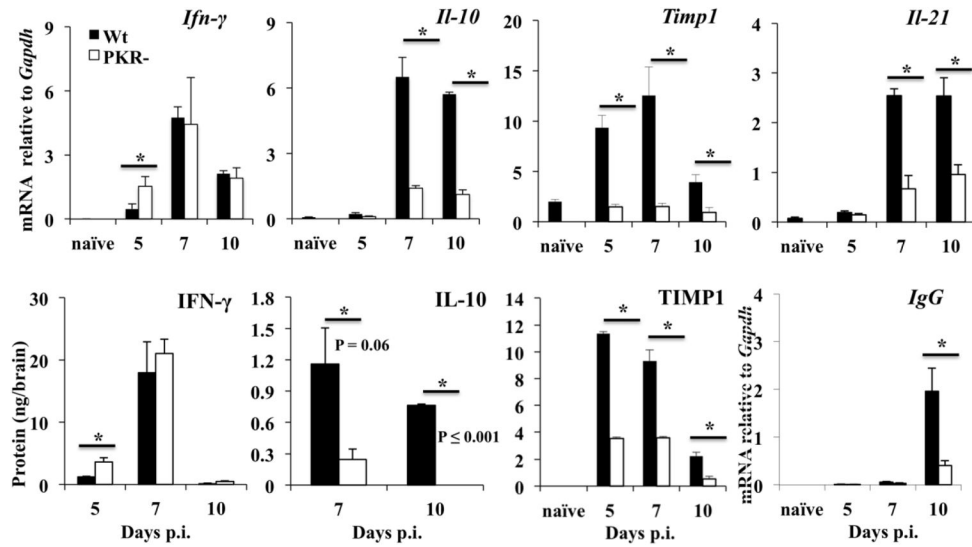 Ifn-γ
Wt
PKR-
mRNA relative to Gapdh
9
6
3
0
naïve 5 7 10
Il-10
*
*
9
6
3
0
naïve 5 7 10
Timp1
*
*
*
20
15
10
5
0
naïve 5 7 10
Il-21
*
*
4
3
2
1
0
naïve 5 7 10
*
IFN-γ
Protein (ng/brain)
30
20
10
0
*
5 7 10
Days p.i.
IL-10
1.8
1.5
1.2
0.9
0.6
0.3
0.0
*
P = 0.06
*
P ≤ 0.001
7 10
Days p.i.
TIMP1
14
12
10
8
6
4
2
0
*
*
*
naïve 5 7 10
Days p.i.
IgG
mRNA relative to Gapdh
4
3
2
1
0
*
naïve 5 7 10
Days p.i.